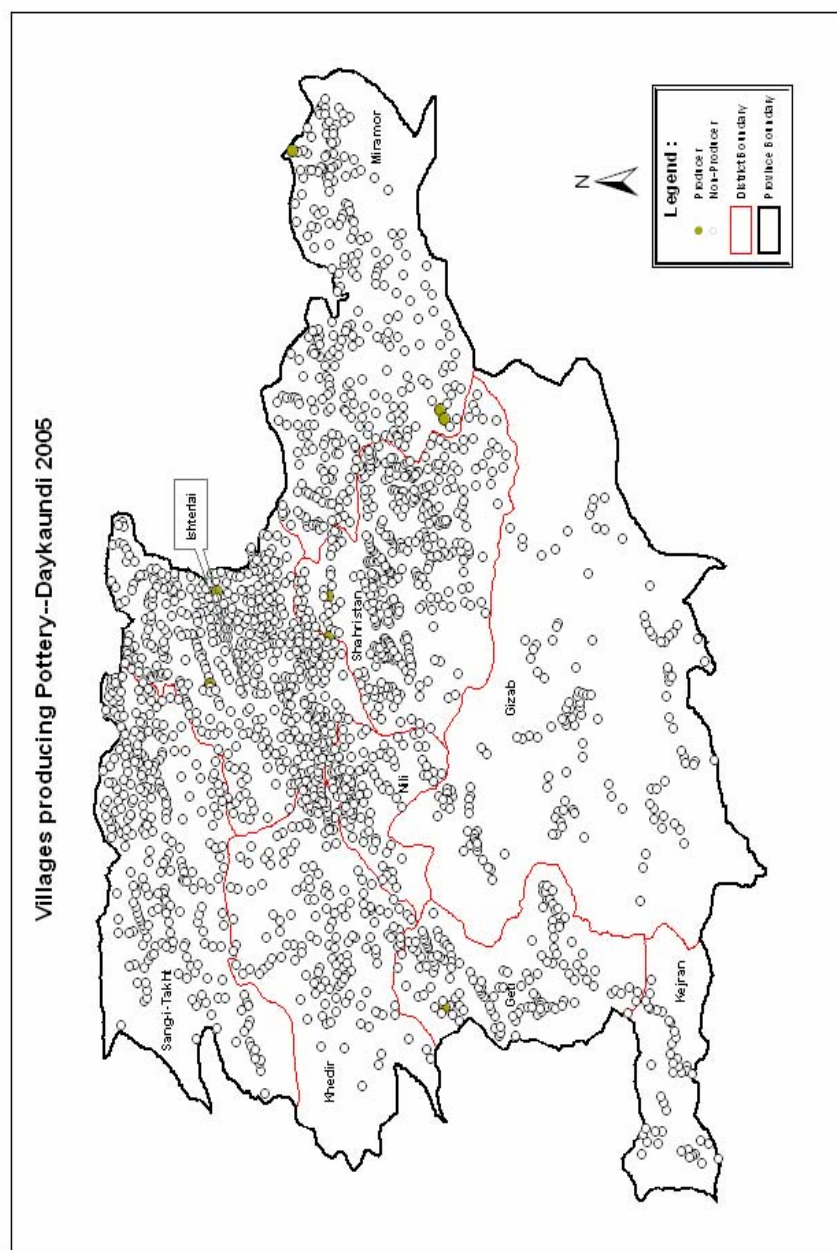 Villages producing Pottery--Daykaundi 2005
Ishterlai
Miramor
Sang-i-Takht
Shahristan
Khedir
Nili
Gizab
Geti
Kejran
N
Legend :
Producer
Non-Producer
District Boundary
Province Boundary